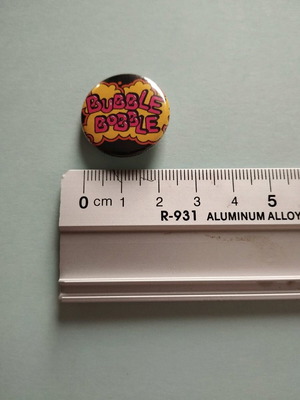 BUBBLE
BOBBLE
0 cm 1 2 3 4 5
R-931 ALUMINUM ALLOY